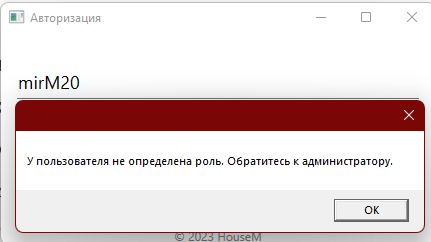 Авторизация
mirM20
У пользователя не определена роль. Обратитесь к администратору.
OK
© 2023 HouseM